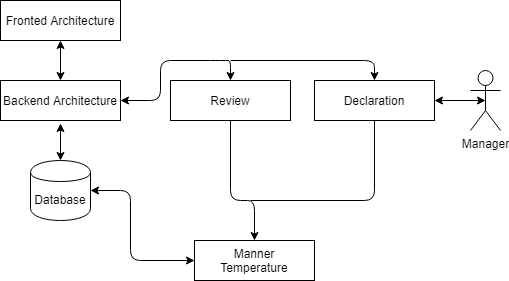 Fronted Architecture
Backend Architecture
Review
Declaration
Manager
Database
Manner
Temperature